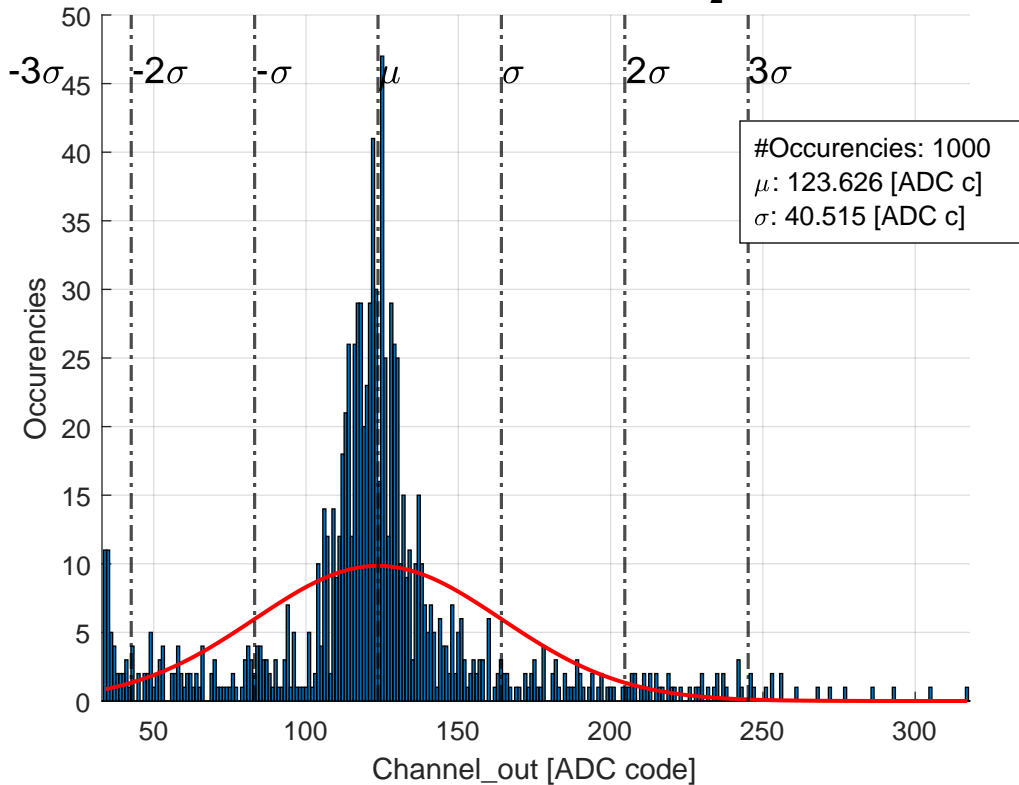 2
50
45
40
35
30
25
20
15
10
5
0
Occurencies
-3σ -2σ -σ μ σ 2σ 3σ
#Occurencies: 1000
μ: 123.626 [ADC c]
σ: 40.515 [ADC c]
50 100 150 200 250 300
Channel_out [ADC code]